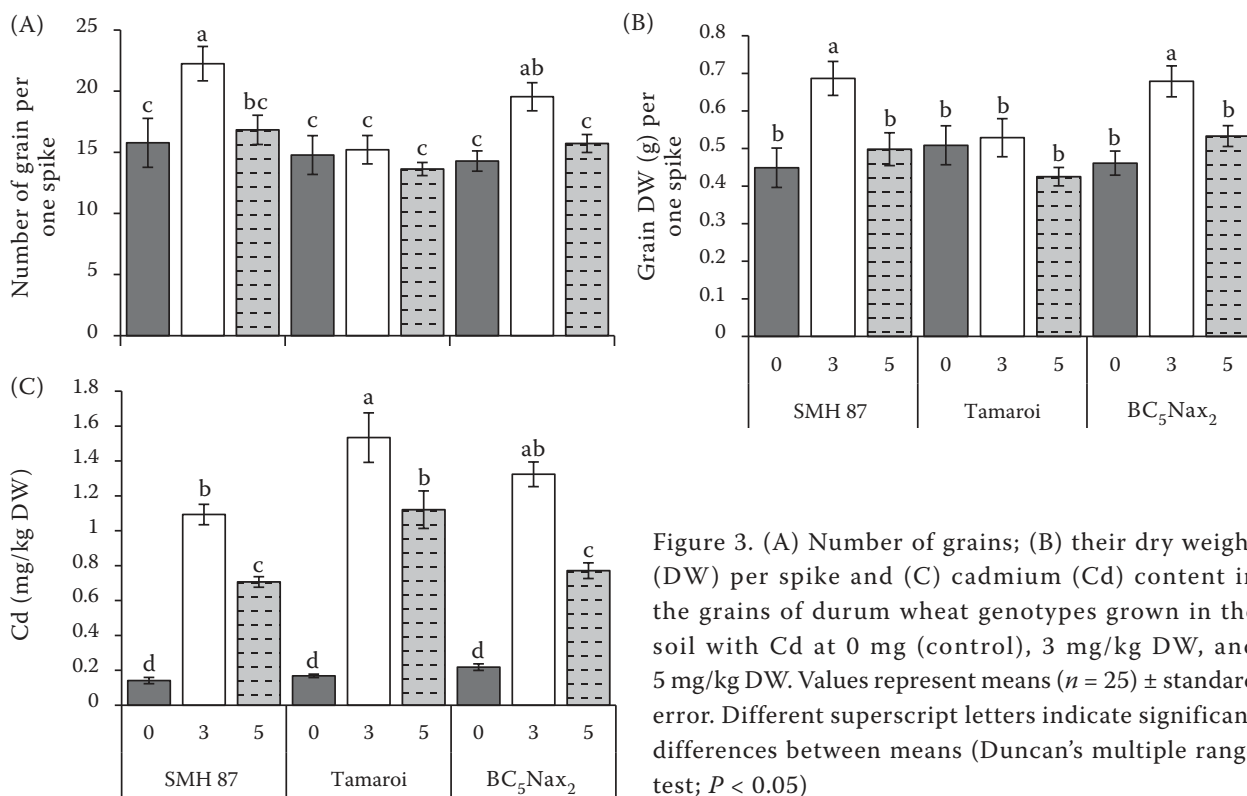 (A)
Number of grain per
one spike
25
20
15
10
5
0
c
a
bc
c
c
c
c
ab
c
(B)
Grain DW (g) per
one spike
0.8
0.7
0.6
0.5
0.4
0.3
0.2
0.1
0
b
a
b
b
b
b
b
a
b
0 3 5 0 3 5 0 3 5
SMH 87 Tamaroi BC5Nax2
(C)
Cd (mg/kg DW)
1.8
1.6
1.4
1.2
1
0.8
0.6
0.4
0.2
0
d
b
c
d
a
b
d
ab
c
0 3 5 0 3 5 0 3 5
SMH 87 Tamaroi BC5Nax2
Figure 3. (A) Number of grains; (B) their dry weigh
(DW) per spike and (C) cadmium (Cd) content in
the grains of durum wheat genotypes grown in the
soil with Cd at 0 mg (control), 3 mg/kg DW, and
5 mg/kg DW. Values represent means (n = 25) ± standard
error. Different superscript letters indicate significan
differences between means (Duncan's multiple rang
test; P < 0.05)